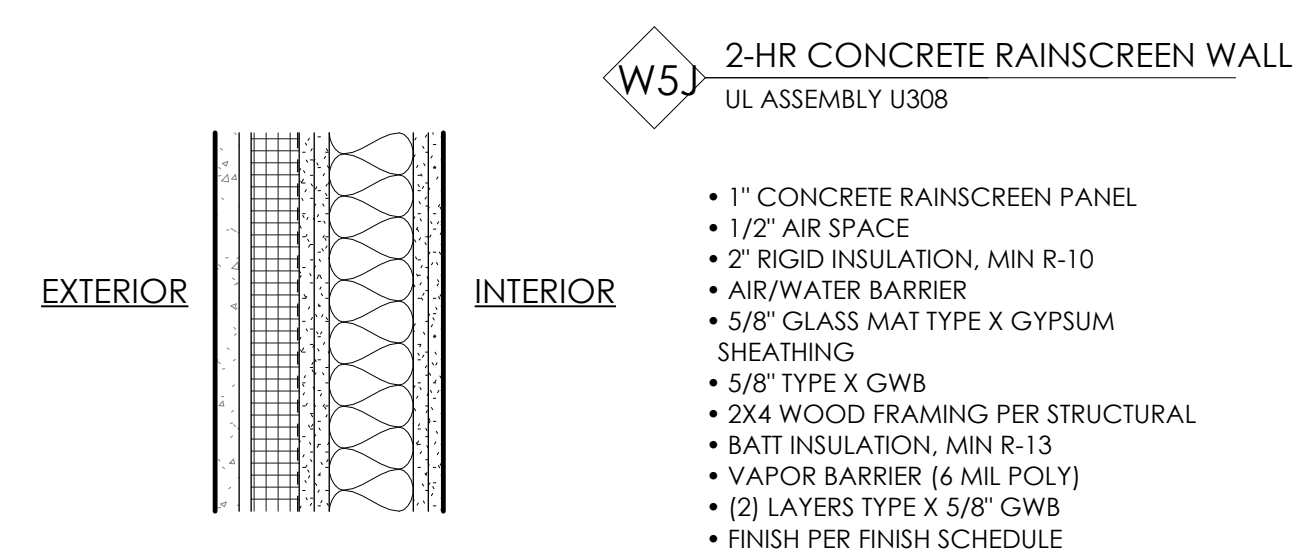 W5J
2-HR CONCRETE RAINSCREEN WALL
UL ASSEMBLY U308
EXTERIOR
INTERIOR
• 1" CONCRETE RAINSCREEN PANEL
• 1/2" AIR SPACE
• 2" RIGID INSULATION, MIN R-10
• AIR/WATER BARRIER
• 5/8" GLASS MAT TYPE X GYPSUM
SHEATHING
• 5/8" TYPE X GWB
• 2X4 WOOD FRAMING PER STRUCTURAL
• BATT INSULATION, MIN R-13
• VAPOR BARRIER (6 MIL POLY)
• (2) LAYERS TYPE X 5/8" GWB
• FINISH PER FINISH SCHEDULE